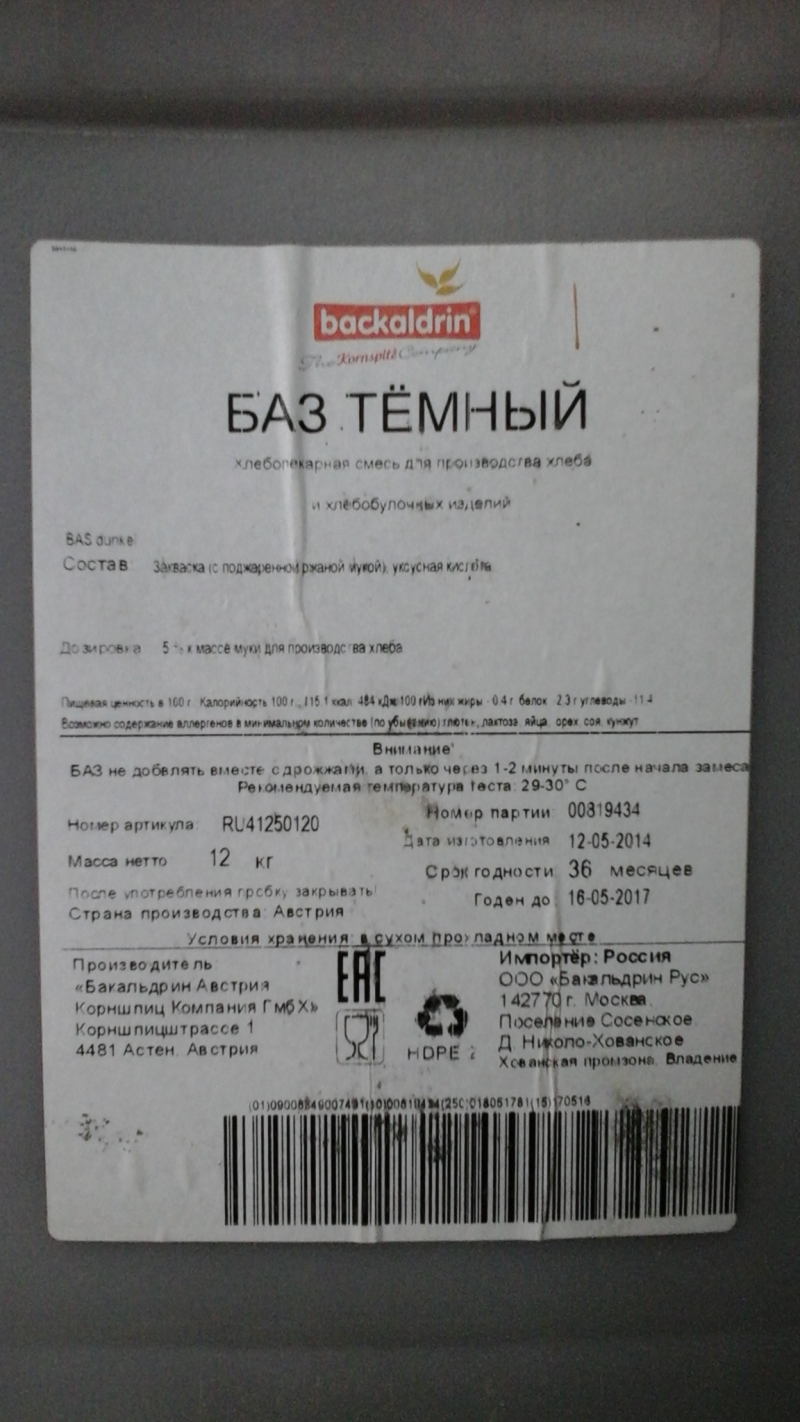 backaldrin
The Kornspitz Company
БАЗ ТЁМНЫЙ
хлебопекарная смесь для производства хлеба
и хлебобулочных изделий
BAS dunkel
Состав Закваска (с поджаренной ржаной мукой), уксусная кислота
Дозировка 5 к массе муки для производства хлеба
Пищевая ценность в 100 г Калорийность 100 г 484 кДж 100 г Из них жиры 0.4 г белок 2.3 г углеводы
Возможно содержание аллергенов в минимальном количестве (по убыванию) глютен, лактоза яйца орех соя кунжут
Внимание!
БАЗ не добавлять вместе с дрожжами, а только через 1-2 минуты после начала замеса
Рекомендуемая температура теста 29-30° C
Номер артикула RU41250120
Номер партии 00819434
Масса нетто 12 кг
Дата изготовления 12-05-2014
Срок годности 36 месяцев
После употребления закрывать!
Годен до 16-05-2017
Страна производства Австрия
Условия хранения в сухом прохладном месте
Производитель
«Бакальдрин Австрия
Корншпиц Компания ГмбХ»
Корншпицштрассе 1
4481 Астен Австрия
EAC
HDPE 2
Импортёр: Россия
ООО «Бакальдрин Рус»
142770 г. Москва
Поселение Сосенское
Д Николо-Хованское
Хованская промзона Владение